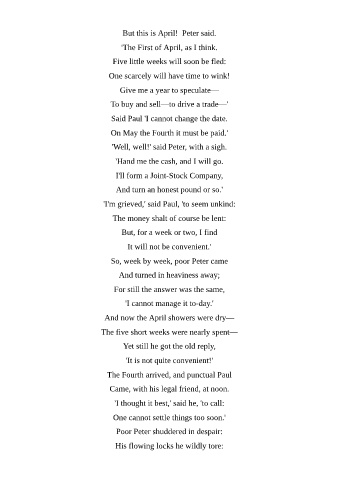 But this is April!  Peter said.
'The First of April, as I think.
Five little weeks will soon be fled:
One scarcely will have time to wink!
Give me a year to speculate—
To buy and sell—to drive a trade—'
Said Paul 'I cannot change the date.
On May the Fourth it must be paid.'
'Well, well!' said Peter, with a sigh.
'Hand me the cash, and I will go.
I'll form a Joint-Stock Company,
And turn an honest pound or so.'
'I'm grieved,' said Paul, 'to seem unkind:
The money shalt of course be lent:
But, for a week or two, I find
It will not be convenient.'
So, week by week, poor Peter came
And turned in heaviness away;
For still the answer was the same,
'I cannot manage it to-day.'
And now the April showers were dry—
The five short weeks were nearly spent—
Yet still he got the old reply,
'It is not quite convenient!'
The Fourth arrived, and punctual Paul
Came, with his legal friend, at noon.
'I thought it best,' said he, 'to call:
One cannot settle things too soon.'
Poor Peter shuddered in despair:
His flowing locks he wildly tore: